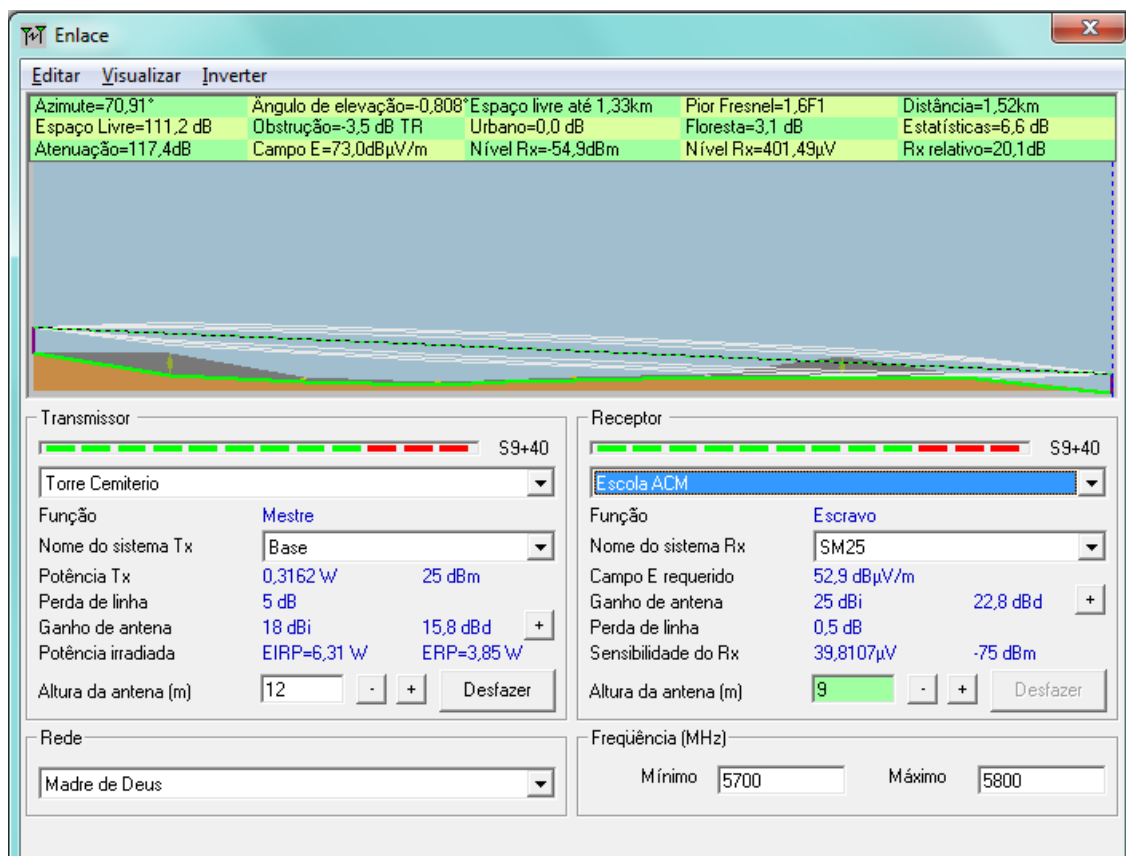 Enlace
Editar Visualizar Inverter
Azimute=70,91° Ângulo de elevação=-0,808° Espaço livre até 1,33km Pior Fresnel=1,6F1 Distância=1,52km
Espaço Livre=111,2 dB Obstrução=-3,5 dB TR Urbano=0,0 dB Floresta=3,1 dB Estatísticas=6,6 dB
Atenuação=117,4dB Campo E=73,0dBµV/m Nível Rx=-54,9dBm Nível Rx=401,49µV Rx relativo=20,1dB
Transmissor
S9+40
Torre Cemiterio
Função Mestre
Nome do sistema Tx Base
Potência Tx 0,3162 W 25 dBm
Perda de linha 5 dB
Ganho de antena 18 dBi 15,8 dBd +
Potência irradiada EIRP=6,31 W ERP=3,85 W
Altura da antena (m) 12 - + Desfazer
Rede
Madre de Deus
Receptor
S9+40
Escola ACM
Função Escravo
Nome do sistema Rx SM25
Campo E requerido 52,9 dBµV/m
Ganho de antena 25 dBi 22,8 dBd +
Perda de linha 0,5 dB
Sensibilidade do Rx 39,8107µV -75 dBm
Altura da antena (m) 9 - + Desfazer
Freqüência (MHz)
Mínimo 5700 Máximo 5800